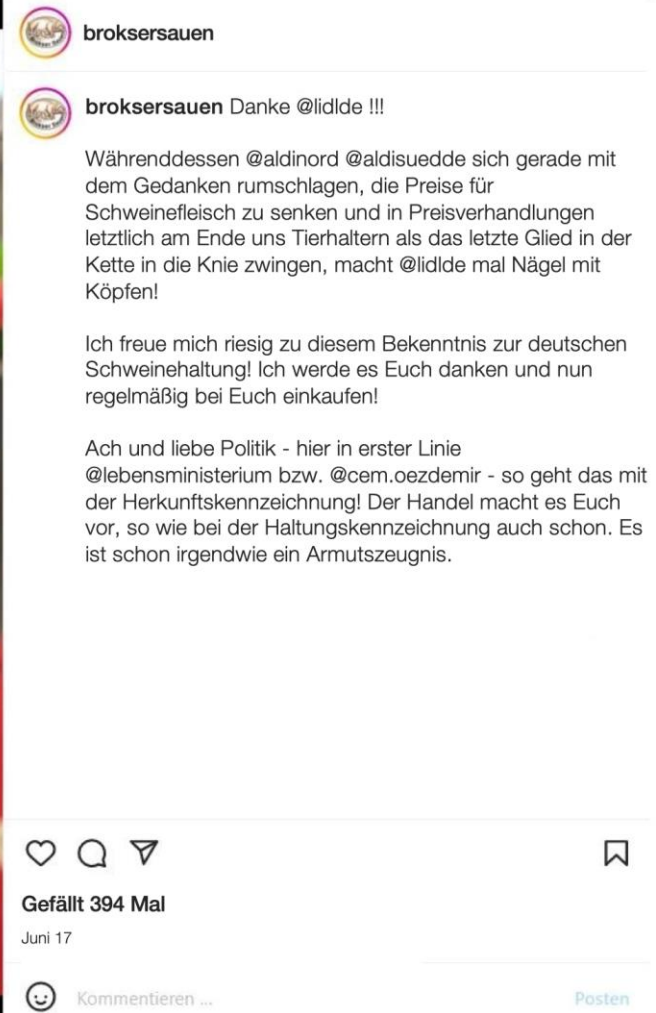 broksersauen
broksersauen Danke @lidlde !!!
Währenddessen @aldinord @aldisuedde sich gerade mit
dem Gedanken rumschlagen, die Preise für
Schweinefleisch zu senken und in Preisverhandlungen
letztlich am Ende uns Tierhaltern als das letzte Glied in der
Kette in die Knie zwingen, macht @lidlde mal Nägel mit
Köpfen!
Ich freue mich riesig zu diesem Bekenntnis zur deutschen
Schweinehaltung! Ich werde es Euch danken und nun
regelmäßig bei Euch einkaufen!
Ach und liebe Politik - hier in erster Linie
@lebensministerium bzw. @cem.oezdemir - so geht das mit
der Herkunftskennzeichnung! Der Handel macht es Euch
vor, so wie bei der Haltungskennzeichnung auch schon. Es
ist schon irgendwie ein Armutszeugnis.
Gefällt 394 Mal
Juni 17
Kommentieren ...
Posten